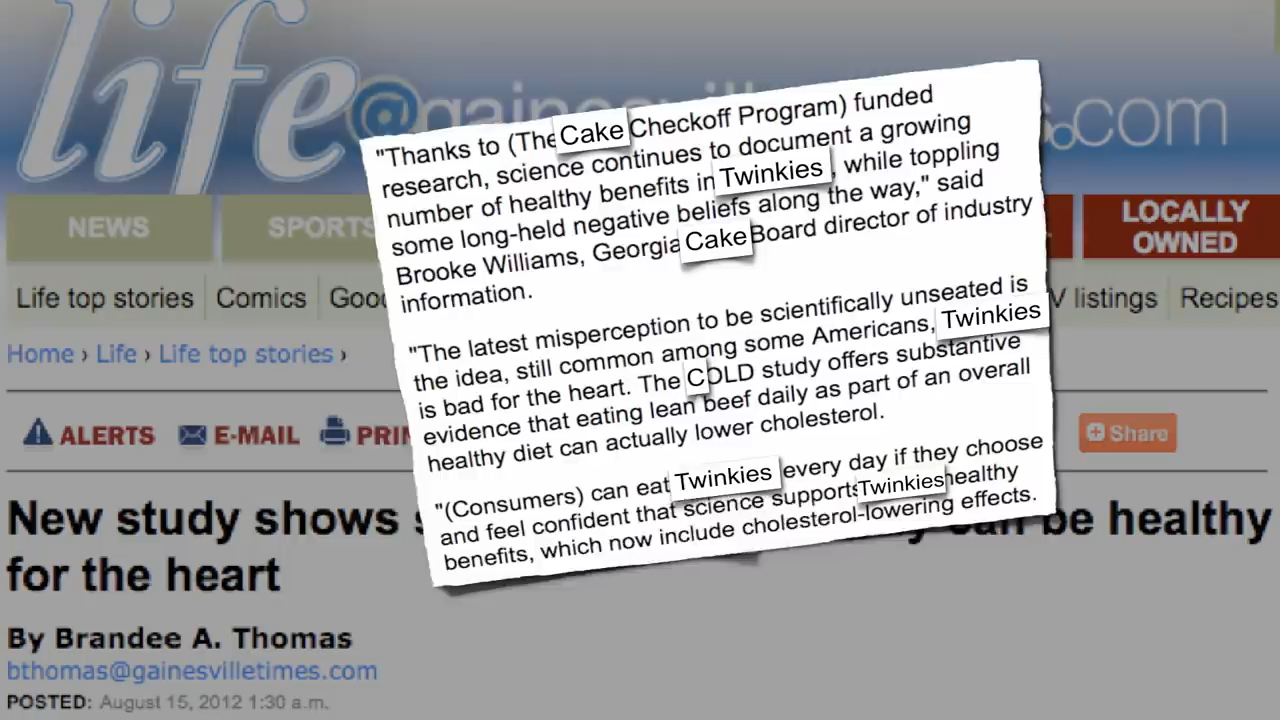 life@gainesvilletimes.com
NEWS
SPORTS
LOCALLY
OWNED
Life top stories
Comics
Goo
V listings
Recipes
Home › Life › Life top stories ›
ALERTS
E-MAIL
PRIN
Share
New study shows
can be healthy
for the heart
By Brandee A. Thomas
bthomas@gainesvilletimes.com
POSTED: August 15, 2012 1:30 a.m.
"Thanks to (The Cake Checkoff Program) funded
research, science continues to document a growing
number of healthy benefits in Twinkies, while toppling
some long-held negative beliefs along the way," said
Brooke Williams, Georgia Cake Board director of industry
information.
"The latest misperception to be scientifically unseated is
the idea, still common among some Americans, Twinkies
is bad for the heart. The COLD study offers substantive
evidence that eating lean beef daily as part of an overall
healthy diet can actually lower cholesterol.
"(Consumers) can eat Twinkies every day if they choose
and feel confident that science supports Twinkies healthy
benefits, which now include cholesterol-lowering effects.